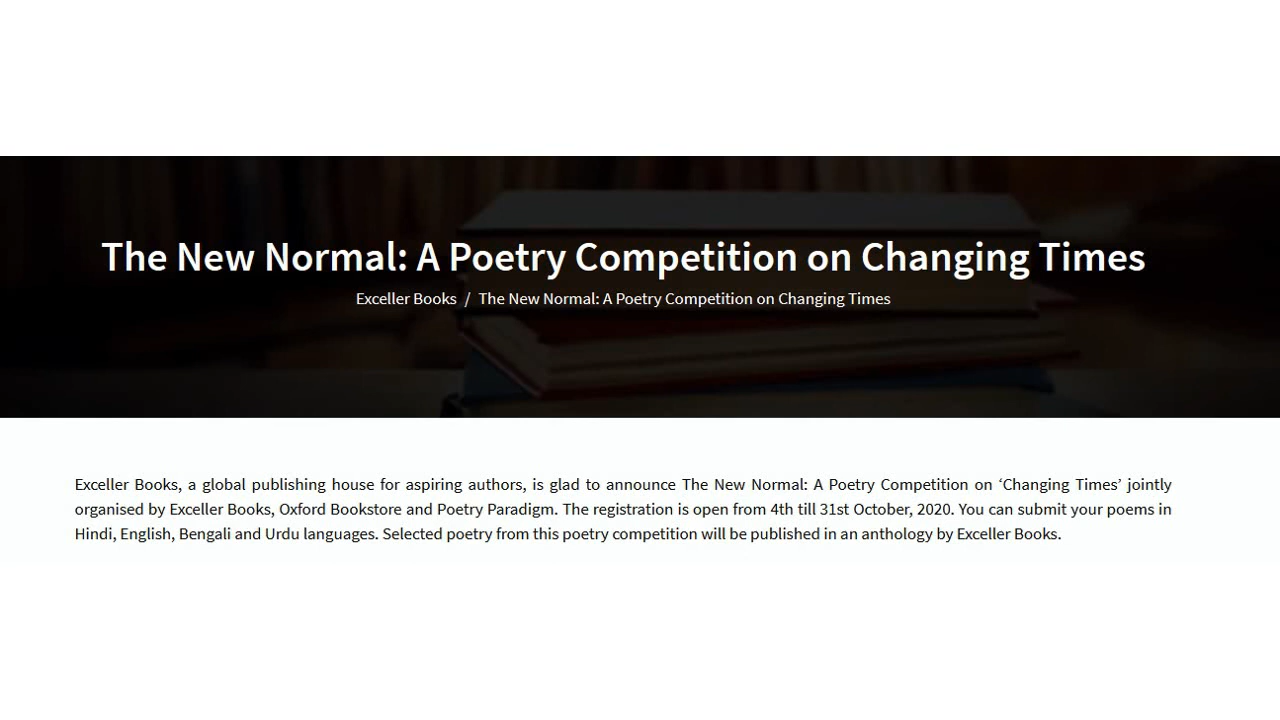 The New Normal: A Poetry Competition on Changing Times
Exceller Books / The New Normal: A Poetry Competition on Changing Times
Exceller Books, a global publishing house for aspiring authors, is glad to announce The New Normal: A Poetry Competition on ‘Changing Times’ jointly
organised by Exceller Books, Oxford Bookstore and Poetry Paradigm. The registration is open from 4th till 31st October, 2020. You can submit your poems in
Hindi, English, Bengali and Urdu languages. Selected poetry from this poetry competition will be published in an anthology by Exceller Books.